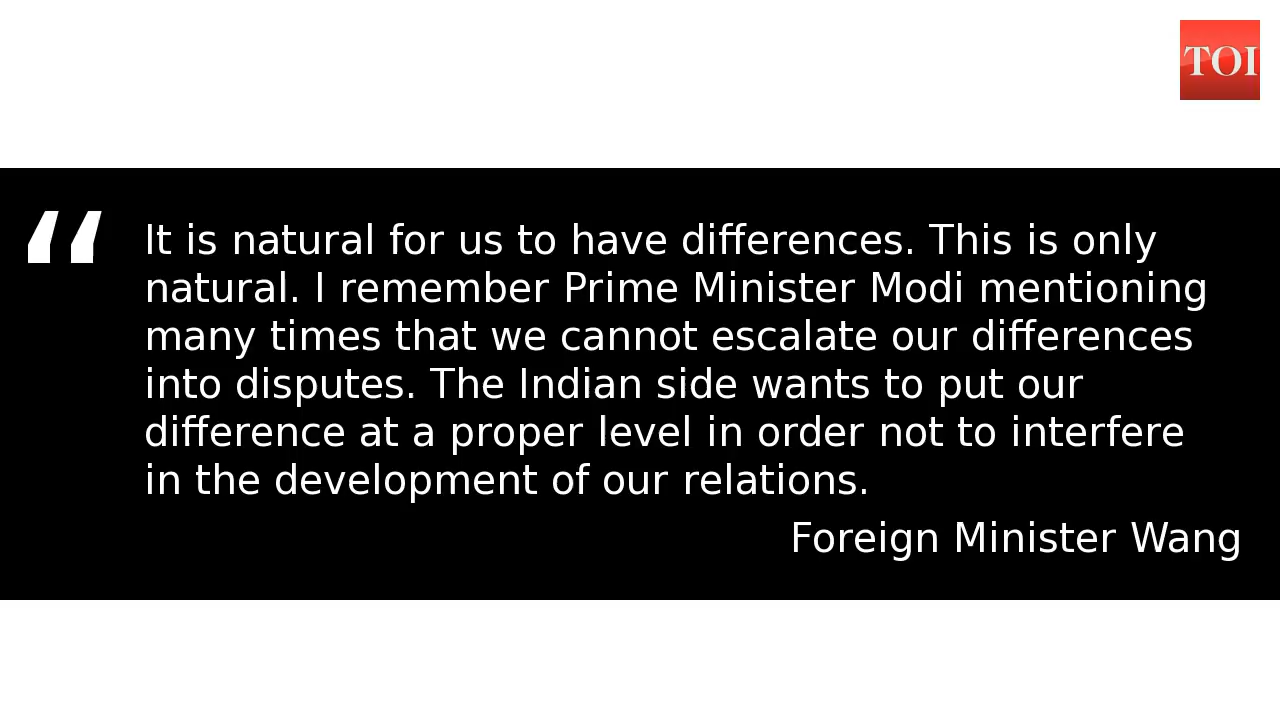 TOI
“
It is natural for us to have differences. This is only
natural. I remember Prime Minister Modi mentioning
many times that we cannot escalate our differences
into disputes. The Indian side wants to put our
difference at a proper level in order not to interfere
in the development of our relations.
Foreign Minister Wang